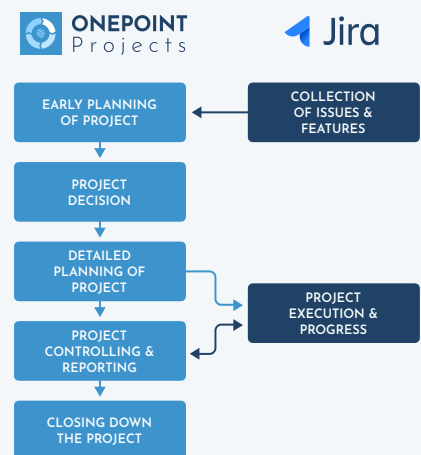 ONEPOINT
Projects
Jira
EARLY PLANNING
OF PROJECT
COLLECTION
OF ISSUES &
FEATURES
PROJECT
DECISION
DETAILED
PLANNING OF
PROJECT
PROJECT
EXECUTION &
PROGRESS
PROJECT
CONTROLLING &
REPORTING
CLOSING DOWN
THE PROJECT